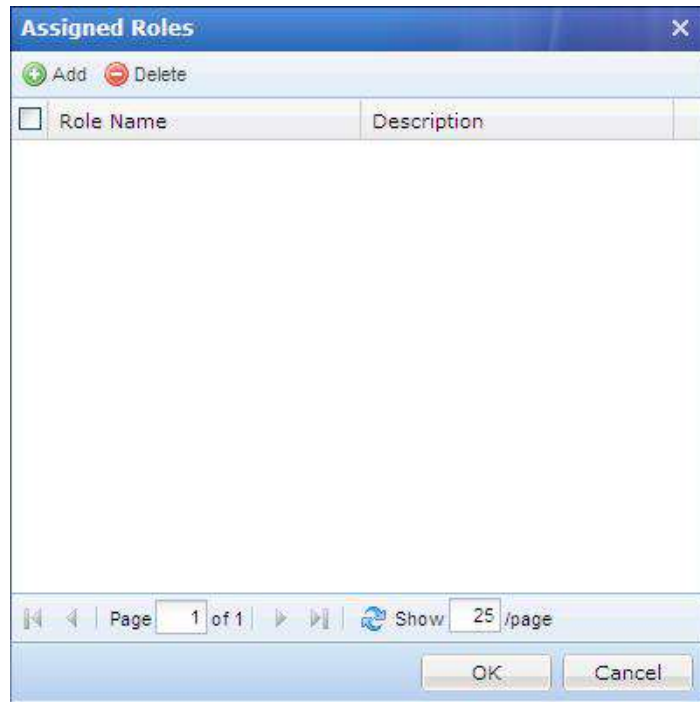 Assigned Roles
Add Delete
Role Name Description
Page 1 of 1 Show 25 /page
OK Cancel